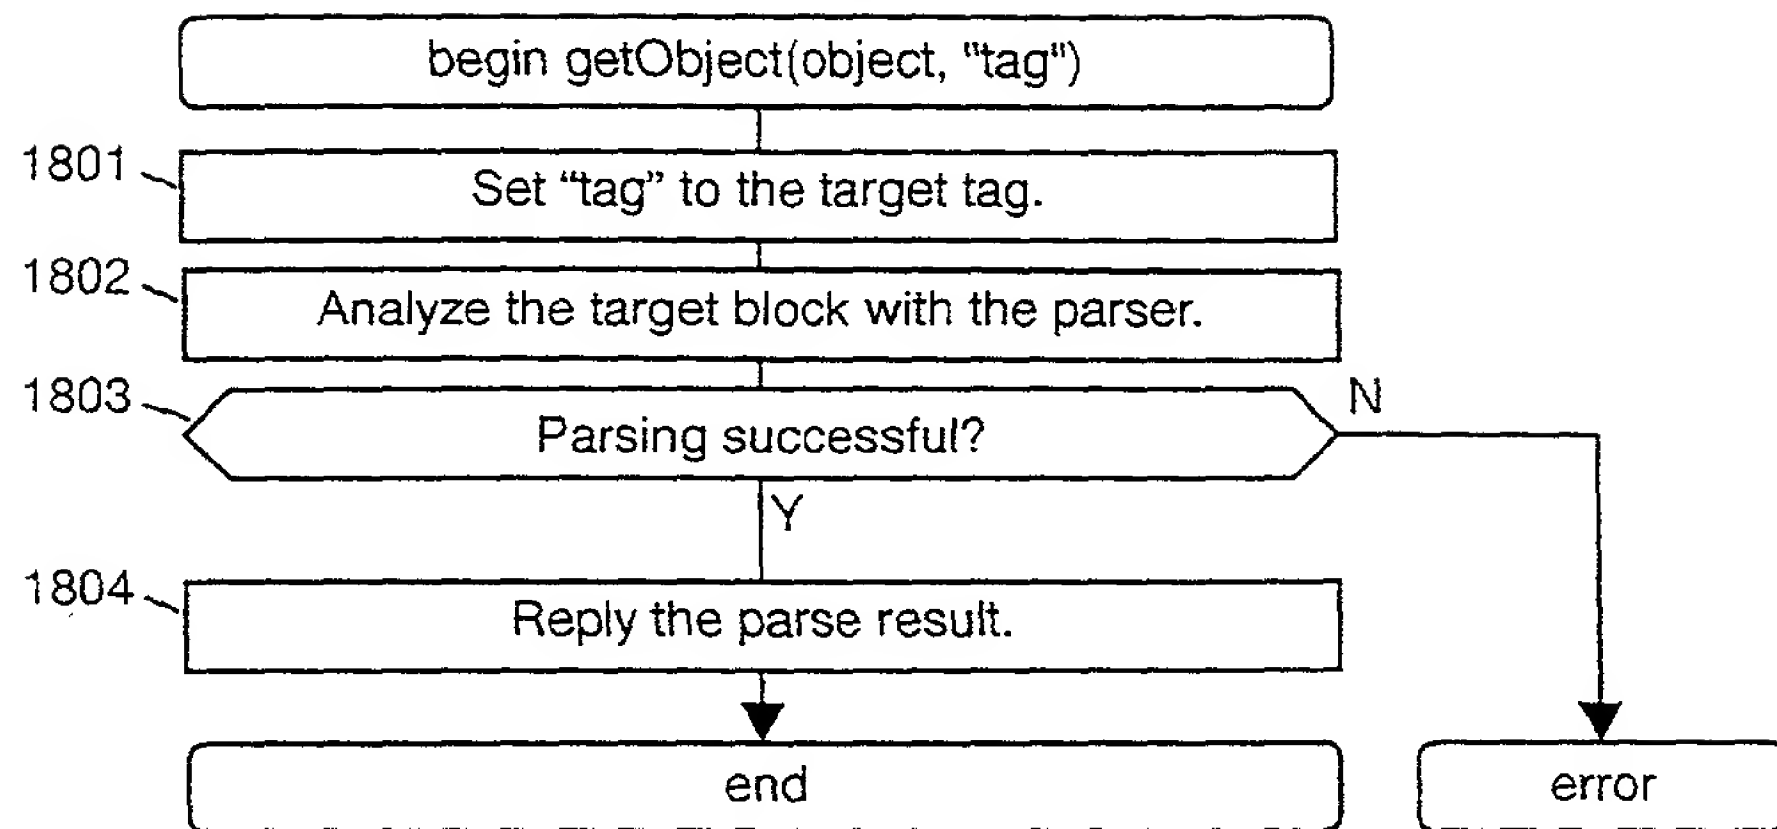 begin getObject(object, "tag")
1801
Set “tag” to the target tag.
1802
Analyze the target block with the parser.
1803
Parsing successful?
N
Y
1804
Reply the parse result.
end
error